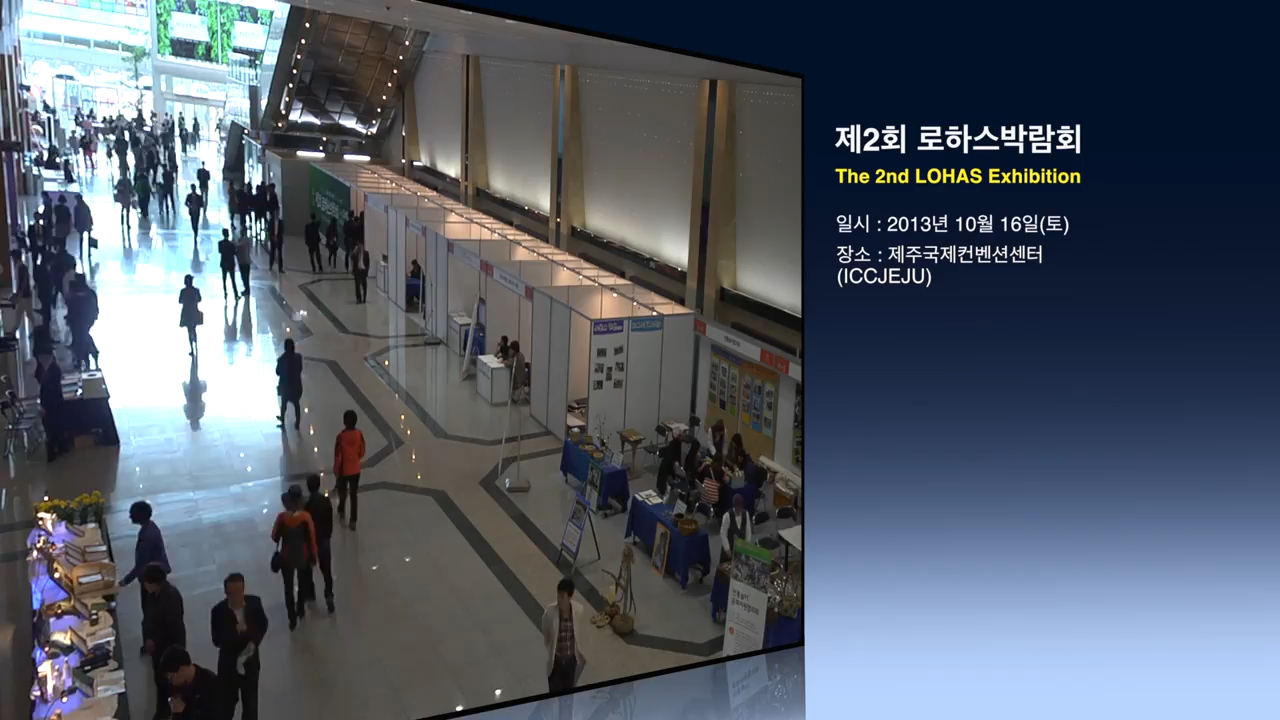 제2회 로하스박람회
The 2nd LOHAS Exhibition
일시 : 2013년 10월 16일(토)
장소 : 제주국제컨벤션센터
(ICCJEJU)